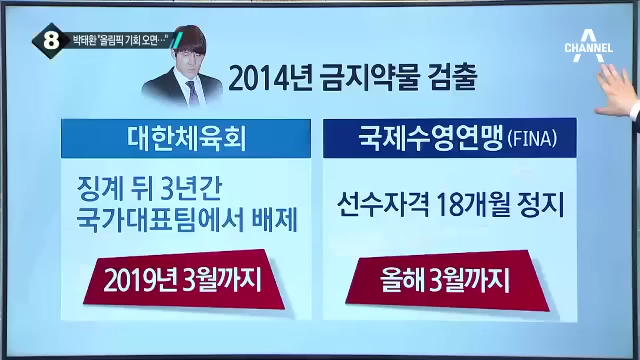 8 박태환 "올림픽 기회 오면…"
CHANNEL A
2014년 금지약물 검출
대한체육회
징계 뒤 3년간
국가대표팀에서 배제
2019년 3월까지
국제수영연맹(FINA)
선수자격 18개월 정지
올해 3월까지